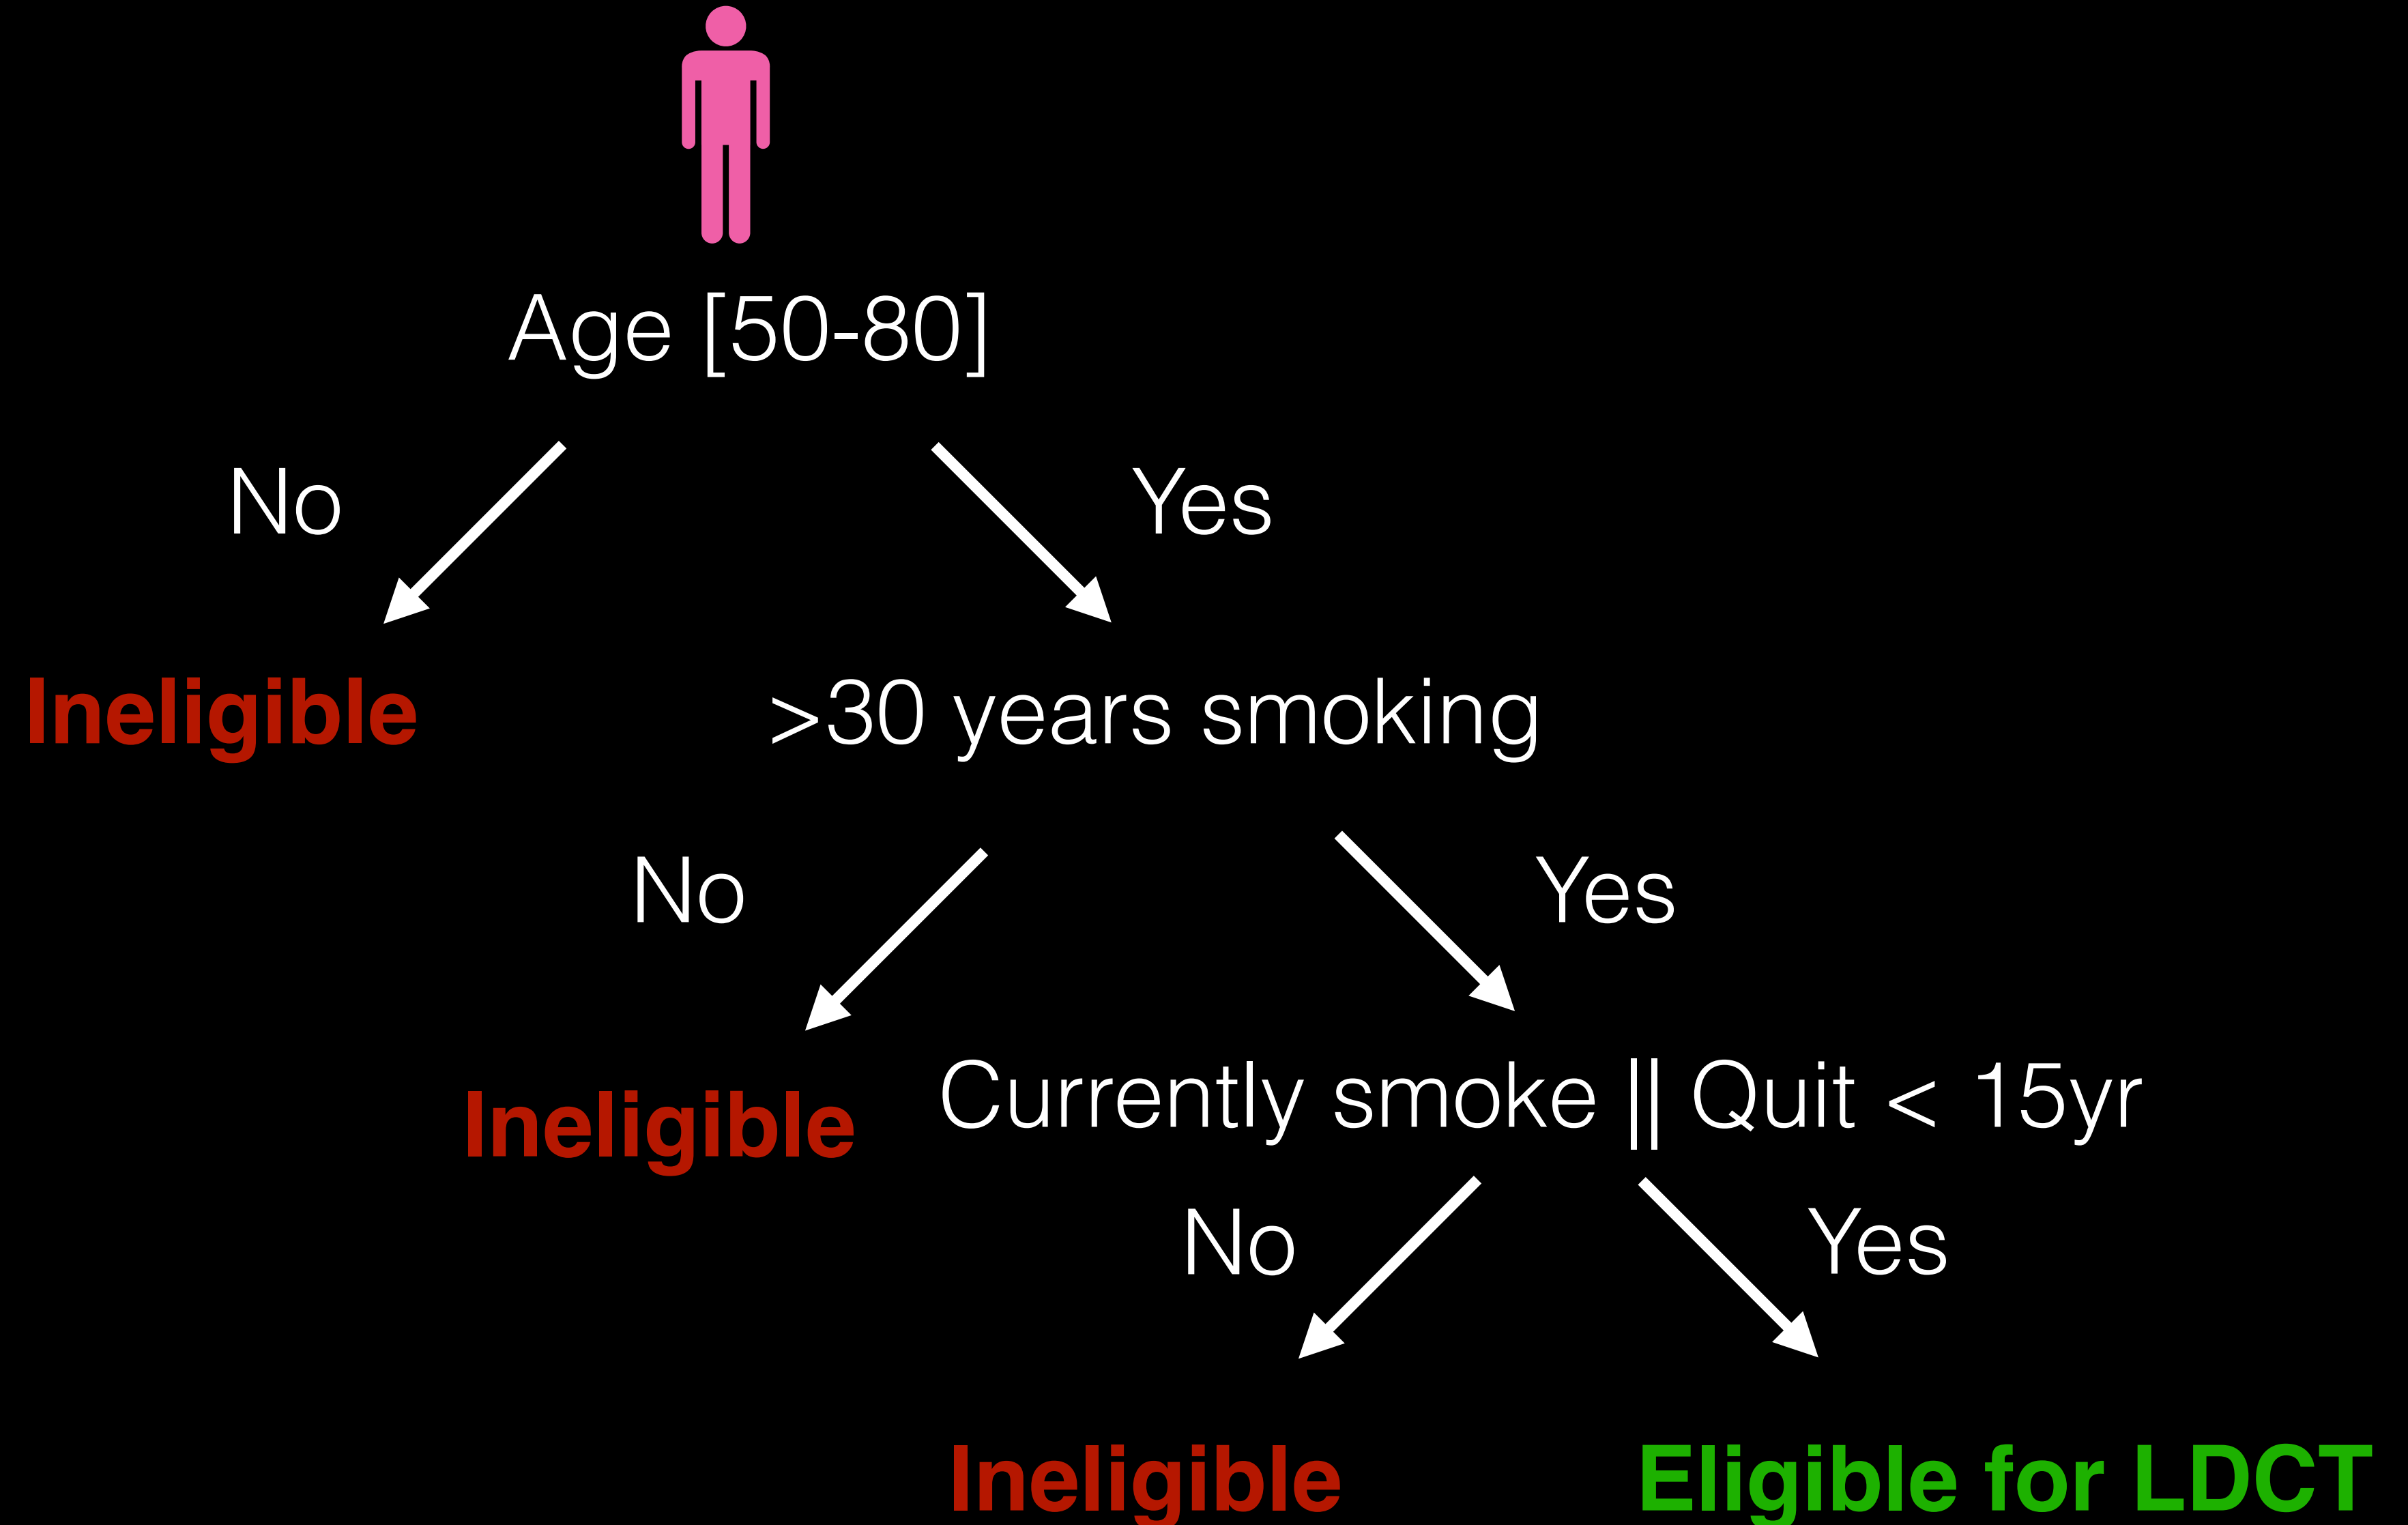 Age [50-80]
No
Yes
Ineligible
>30 years smoking
No
Yes
Ineligible
Currently smoke || Quit < 15yr
No
Yes
Ineligible
Eligible for LDCT